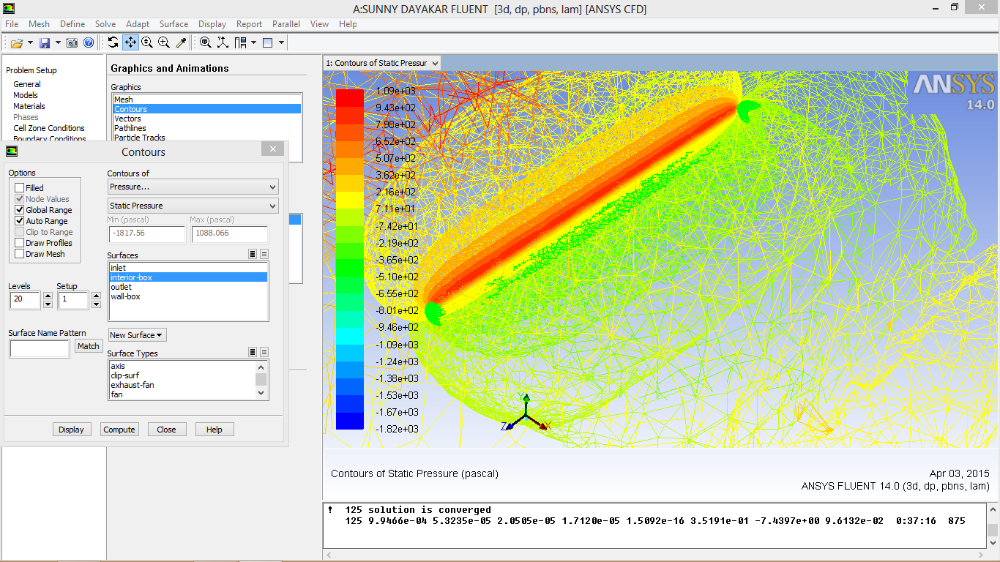 A:SUNNY DAYAKAR FLUENT [3d, dp, pbns, lam] [ANSYS CFD]
File Mesh Define Solve Adapt Surface Display Report Parallel View Help
Problem Setup
General
Models
Materials
Phases
Cell Zone Conditions
Boundary Conditions
Graphics and Animations
Graphics
Mesh
Contours
Vectors
Pathlines
Particle Tracks
Contours
Options
Filled
Node Values
Global Range
Auto Range
Clip to Range
Draw Profiles
Draw Mesh
Levels Setup
20 1
Surface Name Pattern
Match
Contours of
Pressure...
Static Pressure
Min (pascal) Max (pascal)
-1817.56 1088.066
Surfaces
inlet
interior-box
outlet
wall-box
New Surface
Surface Types
axis
clip-surf
exhaust-fan
fan
Display Compute Close Help
1: Contours of Static Pressur
ANSYS
14.0
1.09e+03
9.43e+02
7.98e+02
6.52e+02
5.07e+02
3.62e+02
2.16e+02
7.11e+01
-7.42e+01
-2.19e+02
-3.65e+02
-5.10e+02
-6.55e+02
-8.01e+02
-9.46e+02
-1.09e+03
-1.24e+03
-1.38e+03
-1.53e+03
-1.67e+03
-1.82e+03
Y
Z X
Contours of Static Pressure (pascal)
Apr 03, 2015
ANSYS FLUENT 14.0 (3d, dp, pbns, lam)
! 125 solution is converged
125 9.9466e-04 5.3235e-05 2.0505e-05 1.7120e-05 1.5092e-16 3.5191e-01 -7.4397e+00 9.6132e-02 0:37:16 875